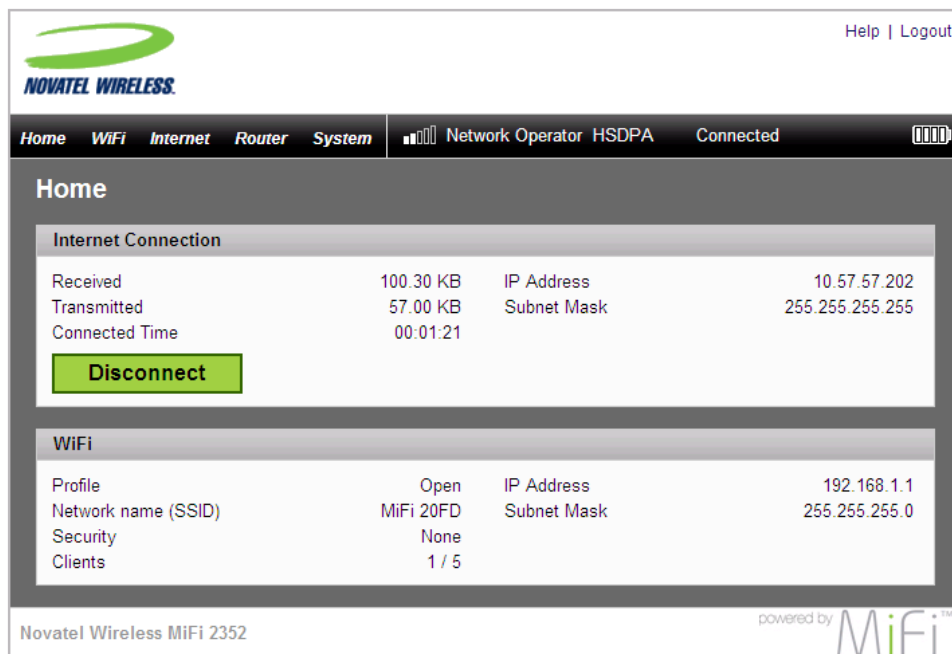 Help | Logout
NOVATEL WIRELESS.
Home WiFi Internet Router System Network Operator HSDPA Connected
Home
Internet Connection
Received 100.30 KB IP Address 10.57.57.202
Transmitted 57.00 KB Subnet Mask 255.255.255.255
Connected Time 00:01:21
Disconnect
WiFi
Profile Open IP Address 192.168.1.1
Network name (SSID) MiFi 20FD Subnet Mask 255.255.255.0
Security None
Clients 1 / 5
Novatel Wireless MiFi 2352 powered by MiFi™